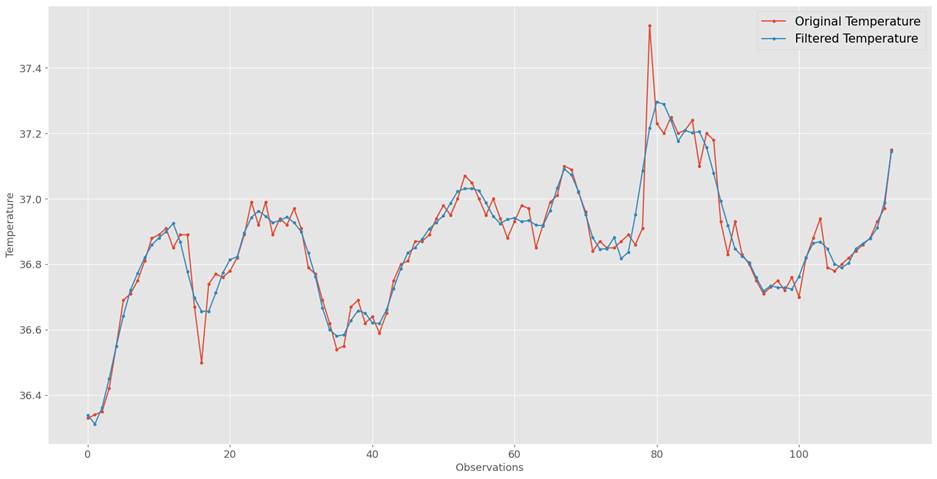 Original Temperature
Filtered Temperature
37.4
37.2
37.0
36.8
36.6
36.4
Temperature
0 20 40 60 80 100
Observations